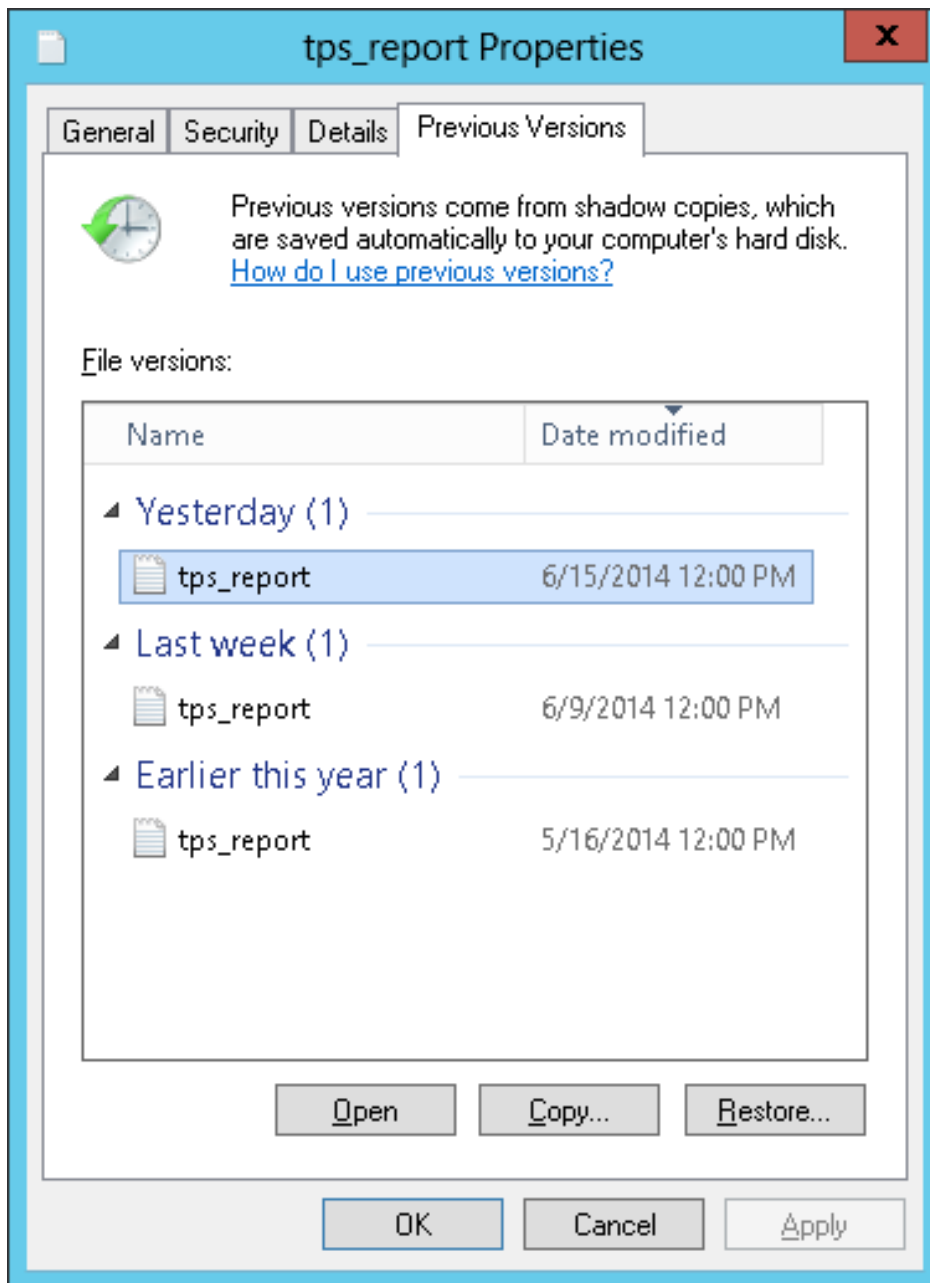 tps_report Properties
x
General Security Details Previous Versions
Previous versions come from shadow copies, which
are saved automatically to your computer's hard disk.
How do I use previous versions?
File versions:
Name Date modified
Yesterday (1)
tps_report 6/15/2014 12:00 PM
Last week (1)
tps_report 6/9/2014 12:00 PM
Earlier this year (1)
tps_report 5/16/2014 12:00 PM
Open Copy... Restore...
OK Cancel Apply